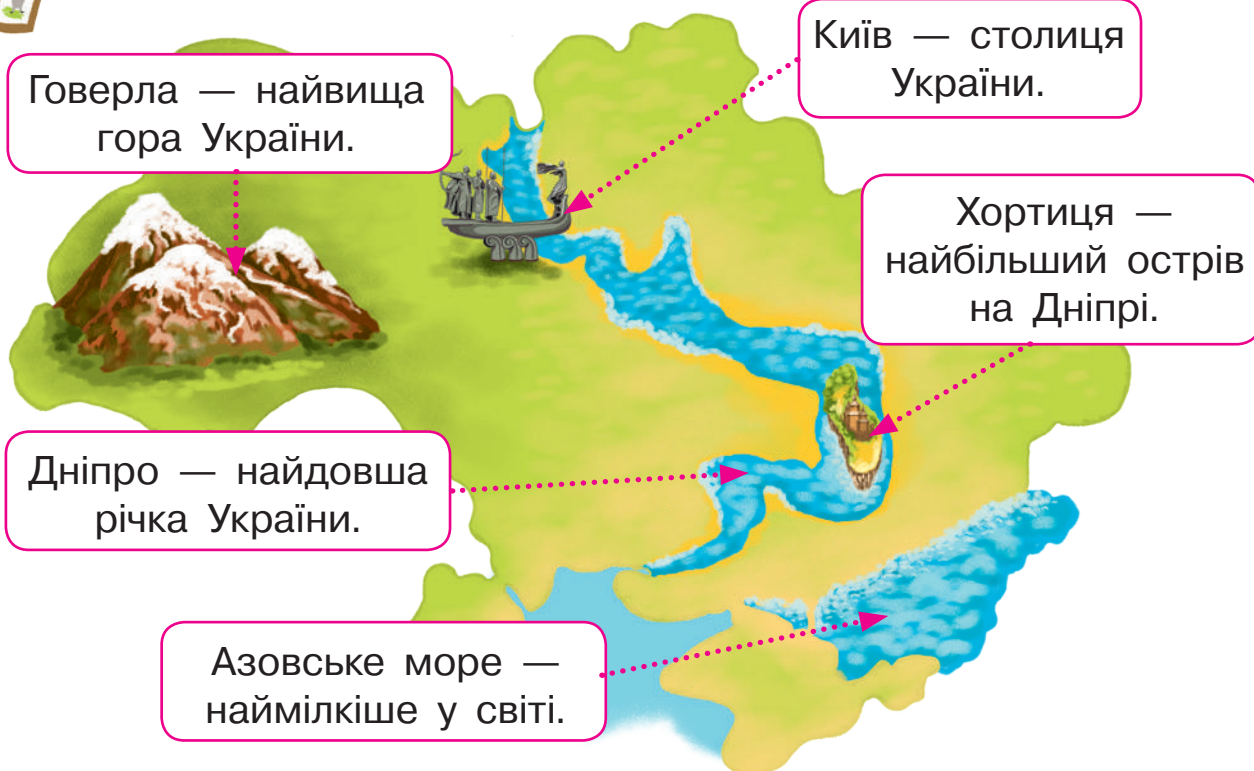 Київ — столиця
України.
Говерла — найвища
гора України.
Хортиця —
найбільший острів
на Дніпрі.
Дніпро — найдовша
річка України.
Азовське море —
наймілкіше у світі.